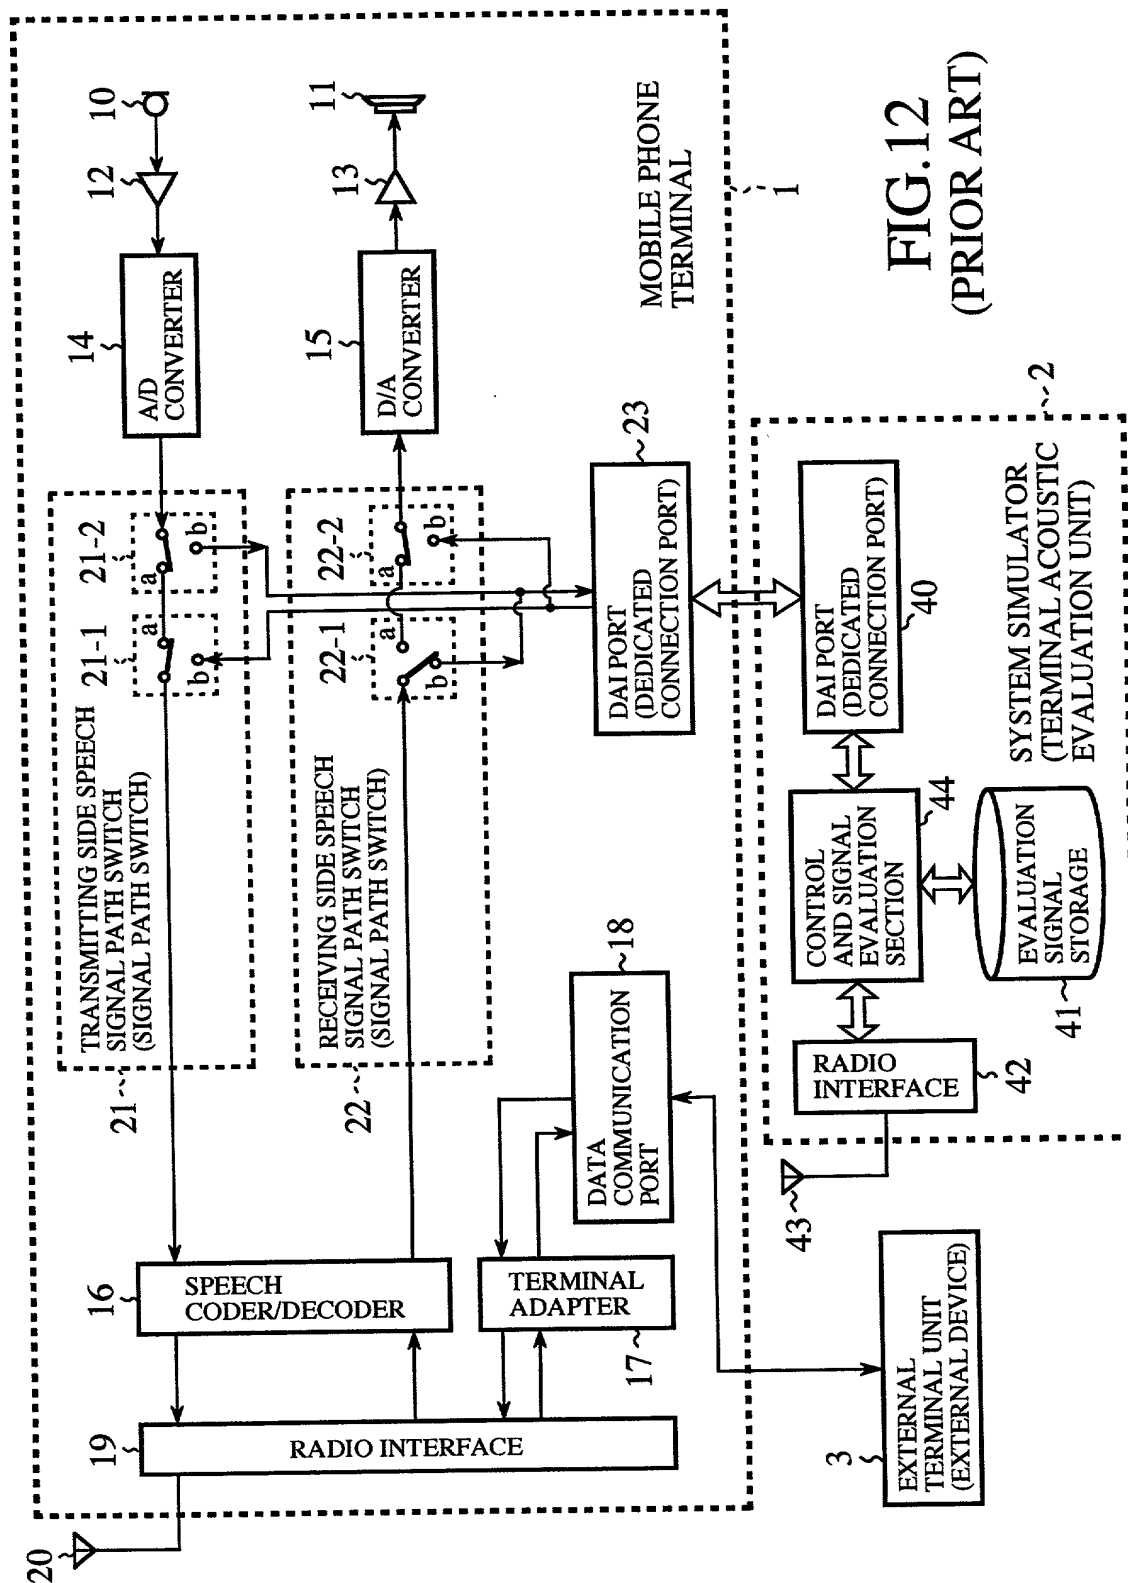 FIG.12
(PRIOR ART)
20
19
RADIO INTERFACE
16
SPEECH
CODER/DECODER
17
TERMINAL
ADAPTER
18
DATA
COMMUNICATION
PORT
21
TRANSMITTING SIDE SPEECH
SIGNAL PATH SWITCH
(SIGNAL PATH SWITCH)
21-1
a
b
21-2
a
b
22
RECEIVING SIDE SPEECH
SIGNAL PATH SWITCH
(SIGNAL PATH SWITCH)
22-1
a
b
22-2
a
b
14
A/D
CONVERTER
12
10
15
D/A
CONVERTER
13
11
23
DAI PORT
(DEDICATED
CONNECTION PORT)
MOBILE PHONE
TERMINAL
1
3
EXTERNAL
TERMINAL UNIT
(EXTERNAL DEVICE)
43
RADIO
INTERFACE
42
CONTROL
AND SIGNAL
EVALUATION
SECTION
44
DAI PORT
(DEDICATED
CONNECTION PORT)
40
41
EVALUATION
SIGNAL
STORAGE
SYSTEM SIMULATOR
(TERMINAL ACOUSTIC
EVALUATION UNIT)
2